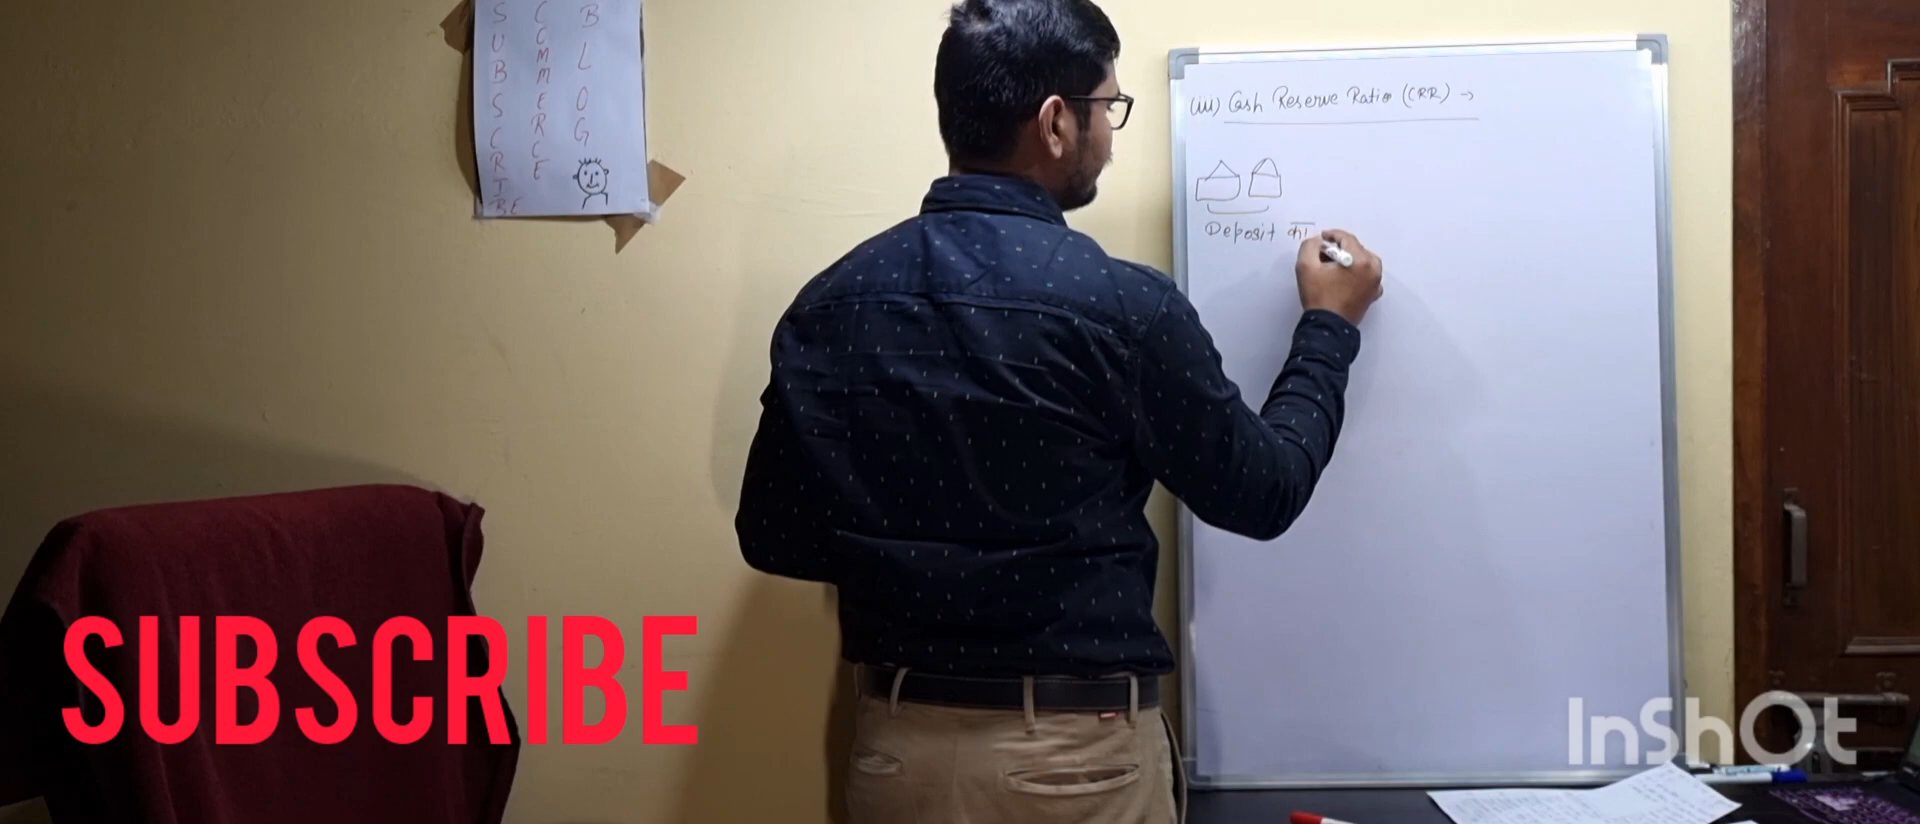 SUBSCRIBE
COMMERCE
BLOG
(iii) Cash Reserve Ratio (CRR) →
Deposit का
SUBSCRIBE
InShOt